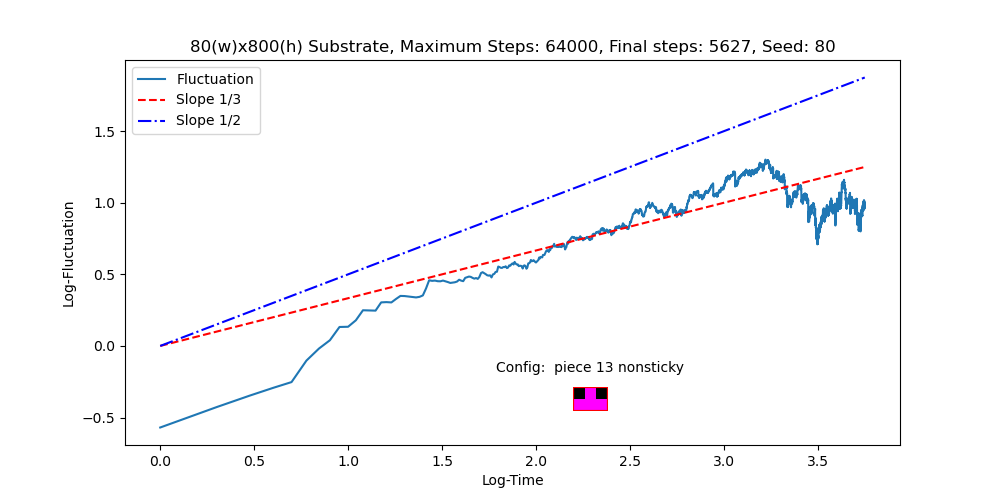 80(w)x800(h) Substrate, Maximum Steps: 64000, Final steps: 5627, Seed: 80
Fluctuation
Slope 1/3
Slope 1/2
1.5
1.0
0.5
0.0
−0.5
Log-Fluctuation
Config:  piece 13 nonsticky
0.0 0.5 1.0 1.5 2.0 2.5 3.0 3.5
Log-Time